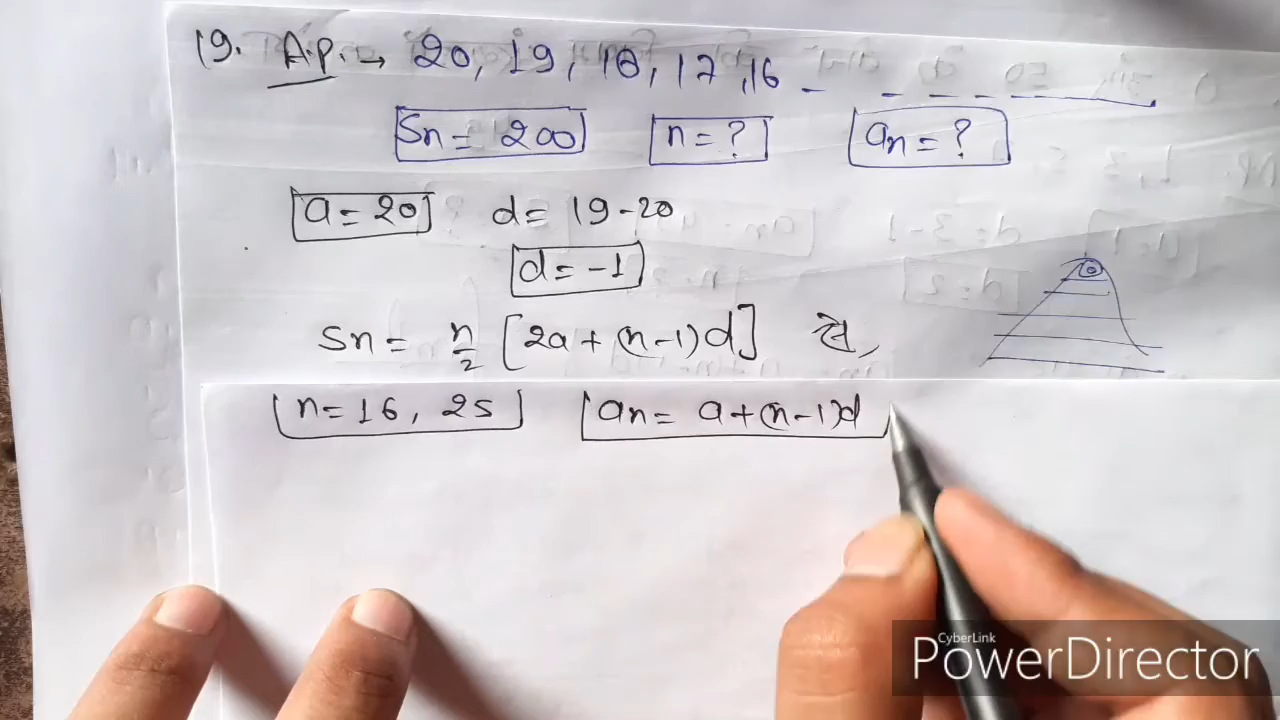 19. A.P. → 20, 19, 18, 17, 16 _ _ _ _ _
Sn = 200 n = ? an = ?
a = 20 d = 19 - 20
d = -1
Sn = n/2 [2a + (n-1)d] से,
n = 16, 25 an = a + (n-1)d
CyberLink
PowerDirector